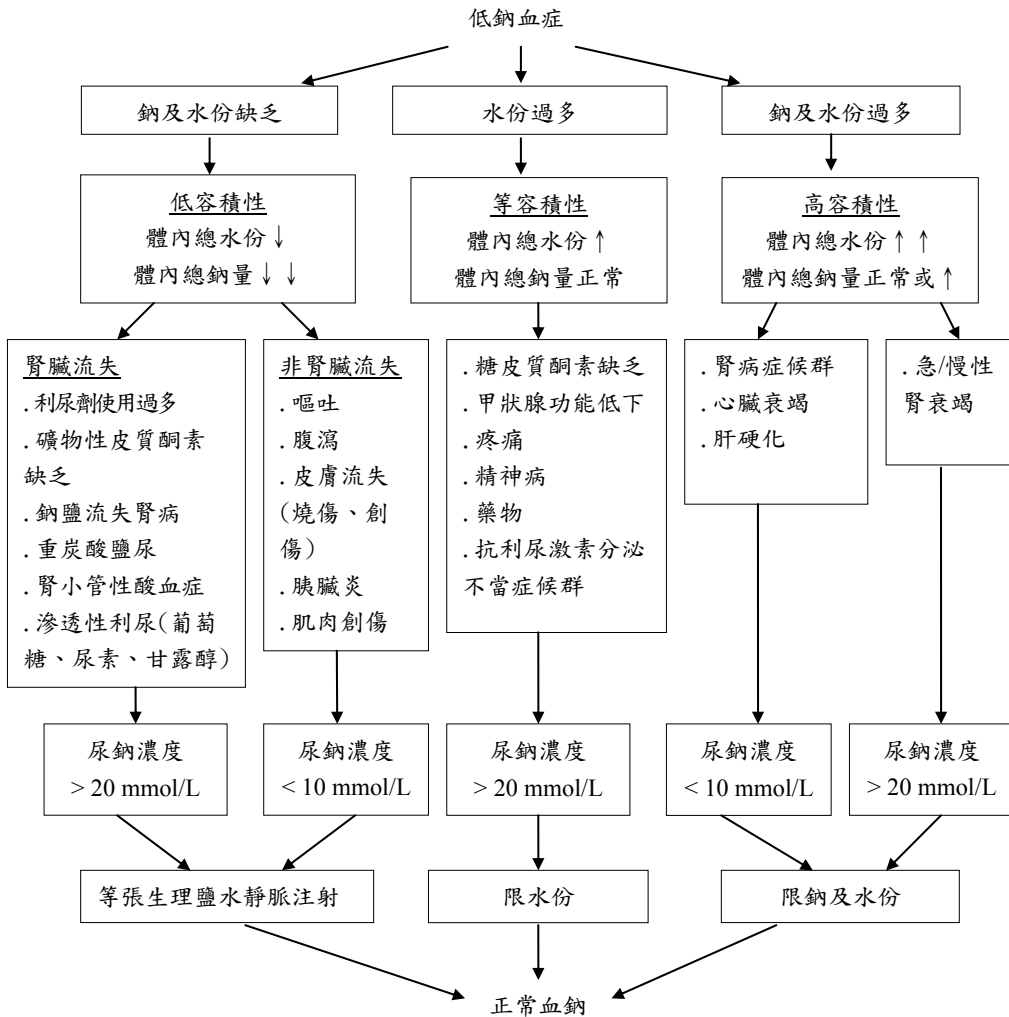 低鈉血症
鈉及水份缺乏
水份過多
鈉及水份過多
低容積性
體內總水份↓
體內總鈉量↓↓
等容積性
體內總水份↑
體內總鈉量正常
高容積性
體內總水份↑↑
體內總鈉量正常或↑
腎臟流失
.利尿劑使用過多
.礦物性皮質酮素
缺乏
.鈉鹽流失腎病
.重炭酸鹽尿
.腎小管性酸血症
.滲透性利尿(葡萄
糖、尿素、甘露醇)
非腎臟流失
.嘔吐
.腹瀉
.皮膚流失
(燒傷、創
傷)
.胰臟炎
.肌肉創傷
.糖皮質酮素缺乏
.甲狀腺功能低下
.疼痛
.精神病
.藥物
.抗利尿激素分泌
不當症候群
.腎病症候群
.心臟衰竭
.肝硬化
.急/慢性
腎衰竭
尿鈉濃度
> 20 mmol/L
尿鈉濃度
< 10 mmol/L
尿鈉濃度
> 20 mmol/L
尿鈉濃度
< 10 mmol/L
尿鈉濃度
> 20 mmol/L
等張生理鹽水靜脈注射
限水份
限鈉及水份
正常血鈉